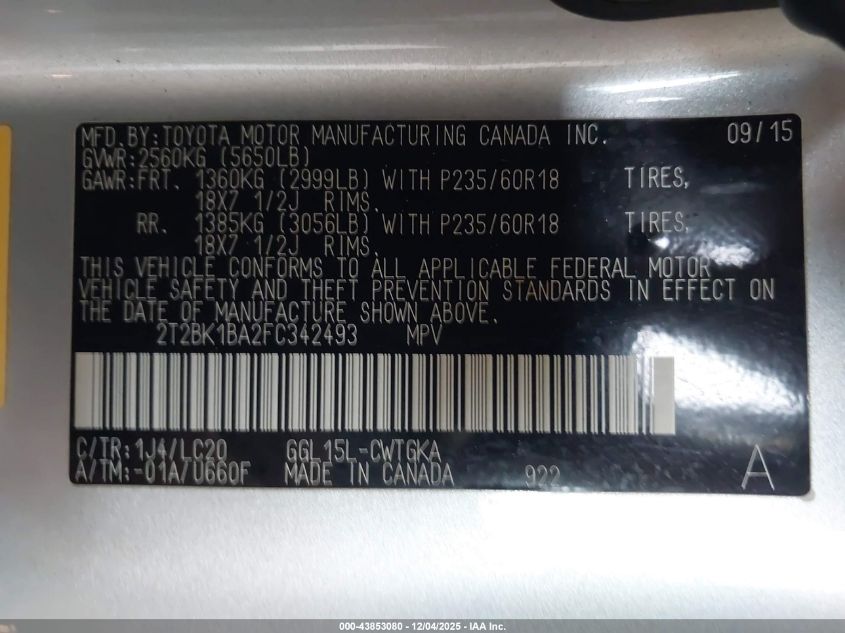 MFD.BY:TOYOTA MOTOR MANUFACTURING CANADA INC. 09/15
GVWR:2560KG (5650LB)
GAWR:FRT. 1360KG (2999LB) WITH P235/60R18 TIRES,
18X7 1/2J RIMS.
RR. 1385KG (3056LB) WITH P235/60R18 TIRES,
18X7 1/2J RIMS.
THIS VEHICLE CONFORMS TO ALL APPLICABLE FEDERAL MOTOR
VEHICLE SAFETY AND THEFT PREVENTION STANDARDS IN EFFECT ON
THE DATE OF MANUFACTURE SHOWN ABOVE.
2T2BK1BA2FC342493 MPV
C/TR:1J4/LC20 GGL15L-CWTGKA
A/TM:-01A/U660F MADE IN CANADA 922 A
000-43853080 - 12/04/2025 - IAA Inc.